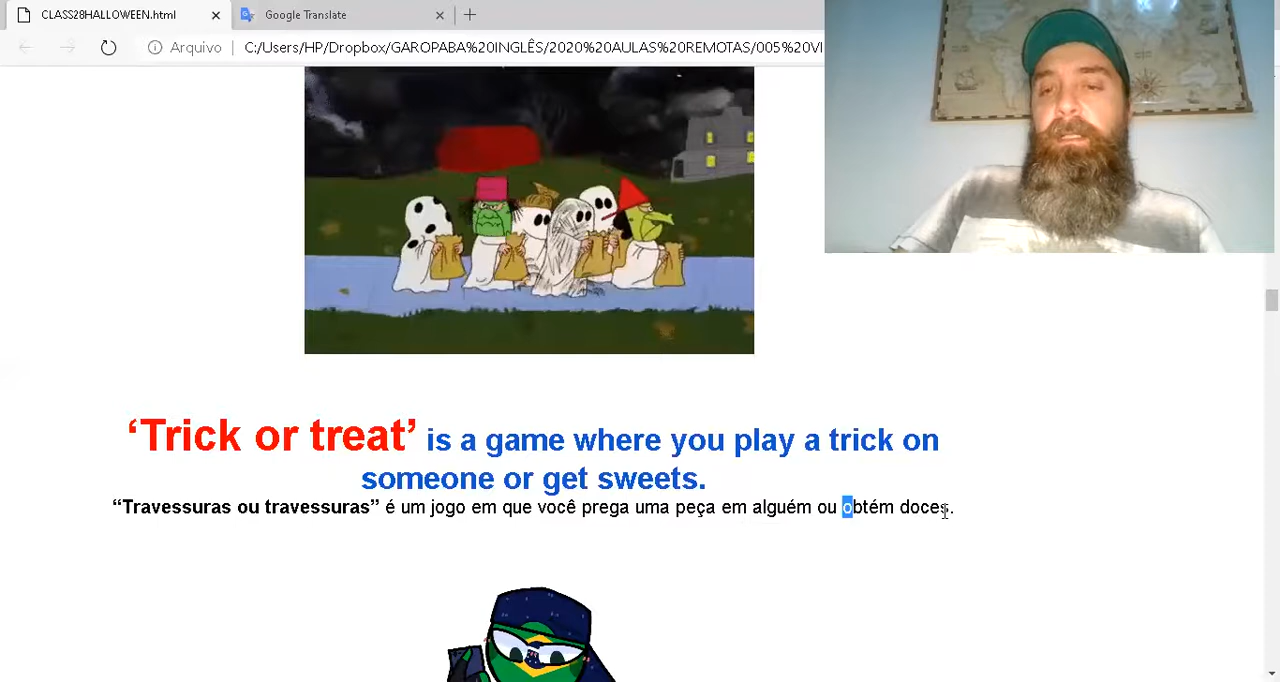 CLASS28HALLOWEEN.html
Google Translate
Arquivo
C:/Users/HP/Dropbox/GAROPABA%20INGLÊS/2020%20AULAS%20REMOTAS/005%20VI
‘Trick or treat’ is a game where you play a trick on
someone or get sweets.
“Travessuras ou travessuras” é um jogo em que você prega uma peça em alguém ou obtém doces.